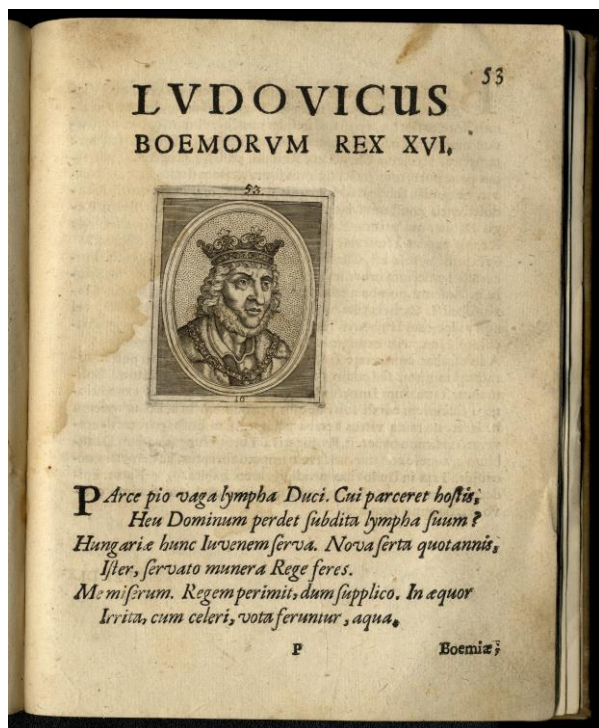 53
LVDOVICUS
BOEMORVM REX XVI.
53
16
PArce pio vaga lympha Duci. Cui parceret hostis,
Heu Dominum perdet subdita lympha suum?
Hungariæ hunc Iuvenem serva. Nova serta quotannis,
Ister, servato munera Rege feres.
Me miserum. Regem perimit, dum supplico. In æquor
Irrita, cum celeri, vota feruntur, aqua.
P
Boemiæ;